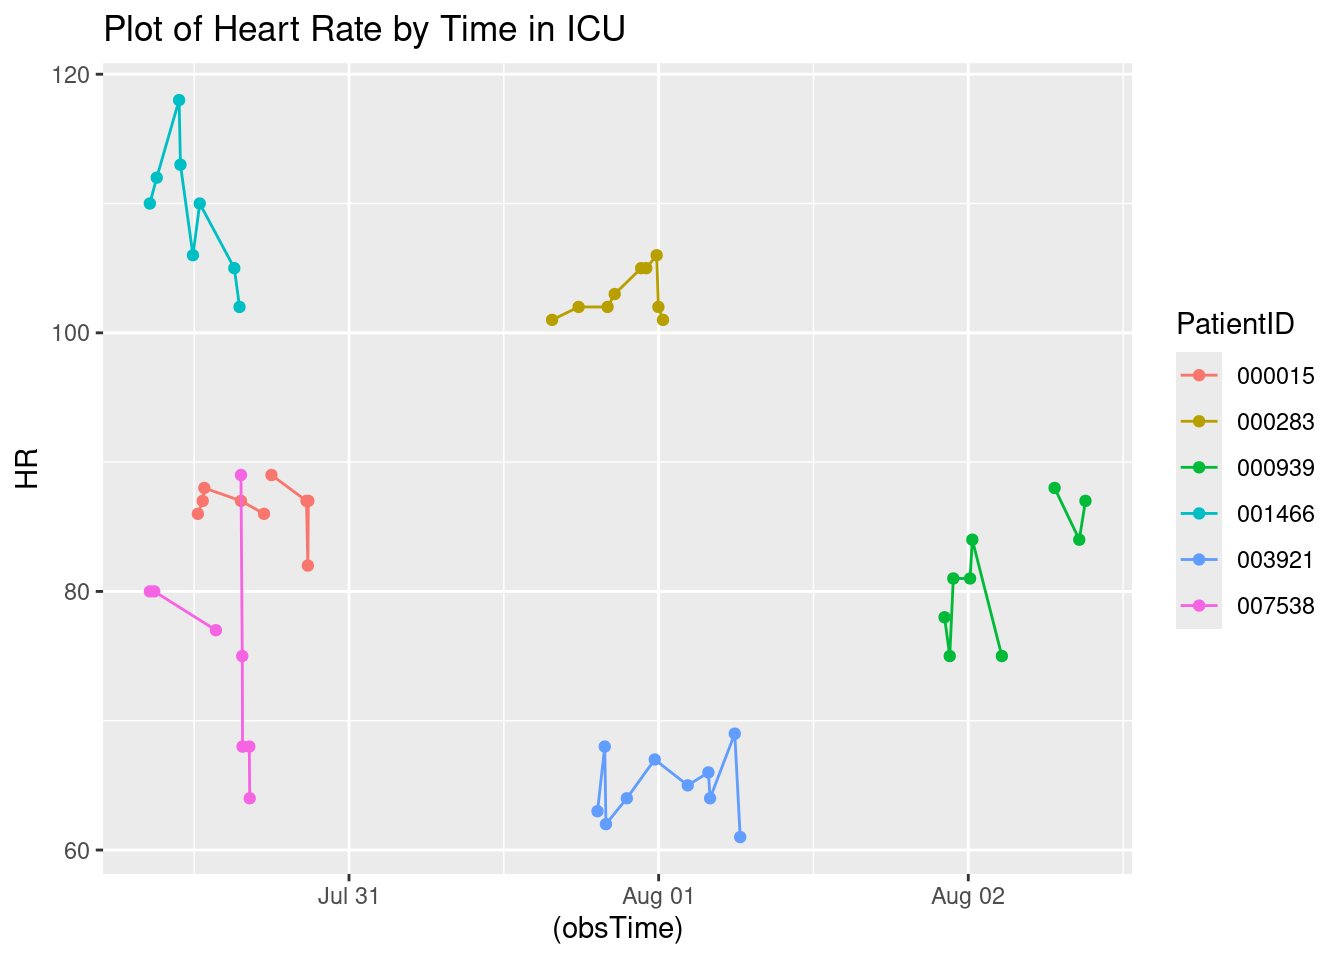 Plot of Heart Rate by Time in ICU
120
100
80
60
HR
Jul 31
Aug 01
Aug 02
(obsTime)
PatientID
000015
000283
000939
001466
003921
007538